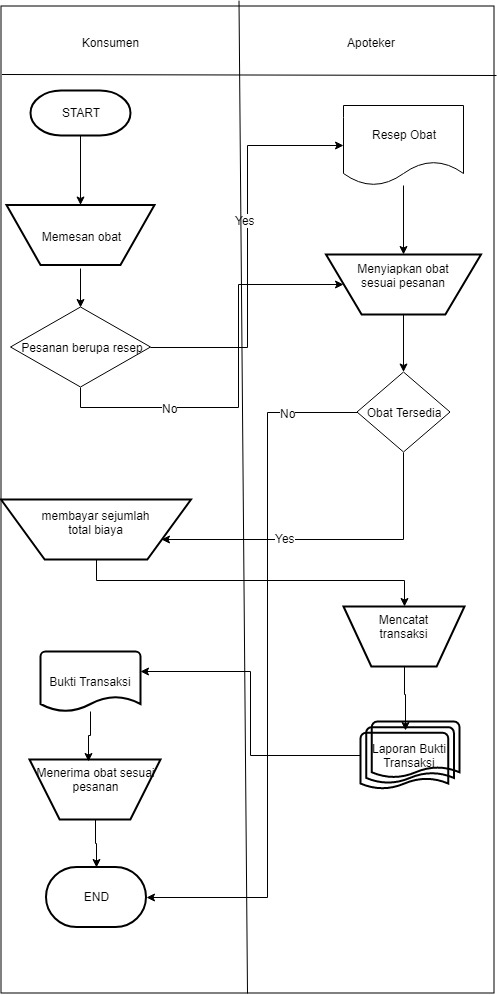 Konsumen
Apoteker
START
Resep Obat
Yes
Memesan obat
Menyiapkan obat
sesuai pesanan
Pesanan berupa resep
No
No
Obat Tersedia
membayar sejumlah
total biaya
Yes
Mencatat
transaksi
Bukti Transaksi
Laporan Bukti
Transaksi
Menerima obat sesuai
pesanan
END